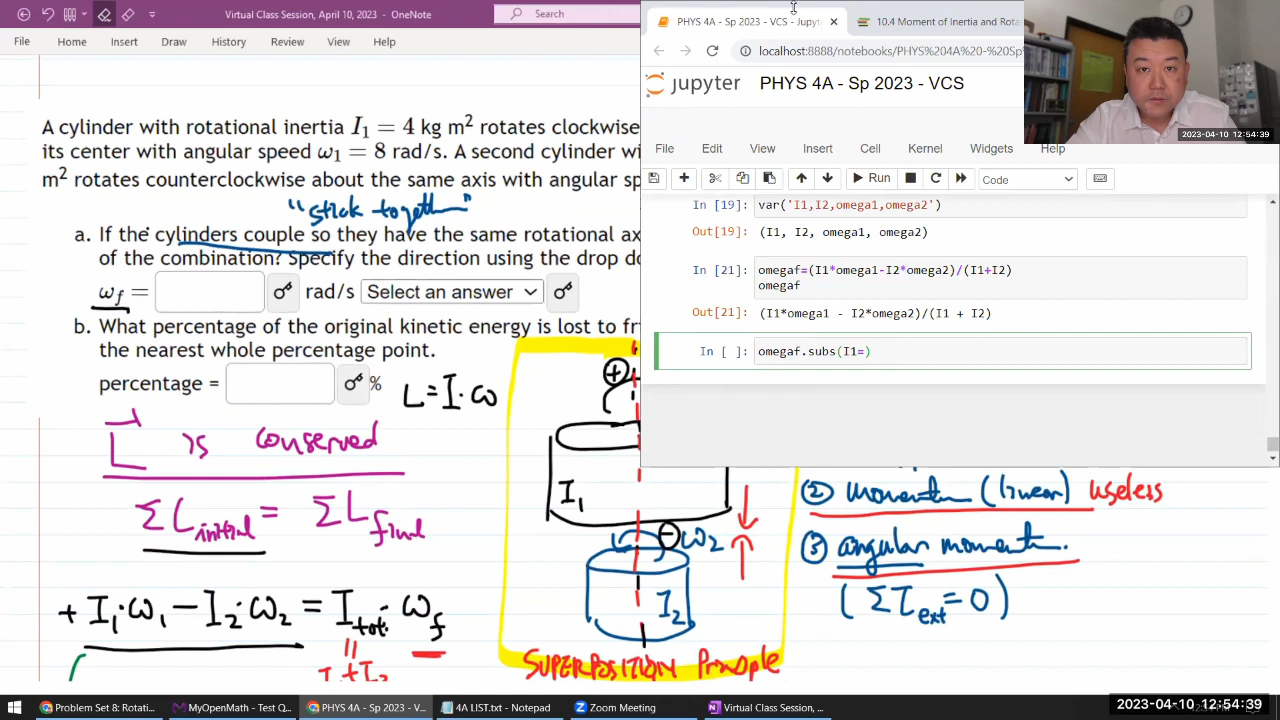 Virtual Class Session, April 10, 2023 - OneNote
File
Home
Insert
Draw
History
Review
View
Help
A cylinder with rotational inertia I1 = 4 kg m² rotates clockwise
its center with angular speed ω1 = 8 rad/s. A second cylinder wi
m² rotates counterclockwise about the same axis with angular sp
"stick together"
a. If the cylinders couple so they have the same rotational ax
of the combination? Specify the direction using the drop do
ωf = rad/s Select an answer
b. What percentage of the original kinetic energy is lost to fr
the nearest whole percentage point.
percentage = %
L = I·ω
L is conserved
ΣLinitial = ΣLfinal
+ I1·ω1 − I2·ω2 = Itot· ωf
I1+I2
+
I1
− ω2
I2
SUPERPOSITION Principle
② momentum (linear) useless
③ angular momentum.
(Στext = 0)
PHYS 4A - Sp 2023 - VCS - Jupyt
10.4 Moment of Inertia and Rota
localhost:8888/notebooks/PHYS%204A%20-%20Sp%
jupyter PHYS 4A - Sp 2023 - VCS
File Edit View Insert Cell Kernel Widgets Help
Run Code
In [19]: var('I1,I2,omega1,omega2')
Out[19]: (I1, I2, omega1, omega2)
In [21]: omegaf=(I1*omega1-I2*omega2)/(I1+I2)
omegaf
Out[21]: (I1*omega1 - I2*omega2)/(I1 + I2)
In [ ]: omegaf.subs(I1=)
2023-04-10 12:54:39
Problem Set 8: Rotati...
MyOpenMath - Test Q...
PHYS 4A - Sp 2023 - V...
4A LIST.txt - Notepad
Zoom Meeting
Virtual Class Session, ...
2023-04-10 12:54:39